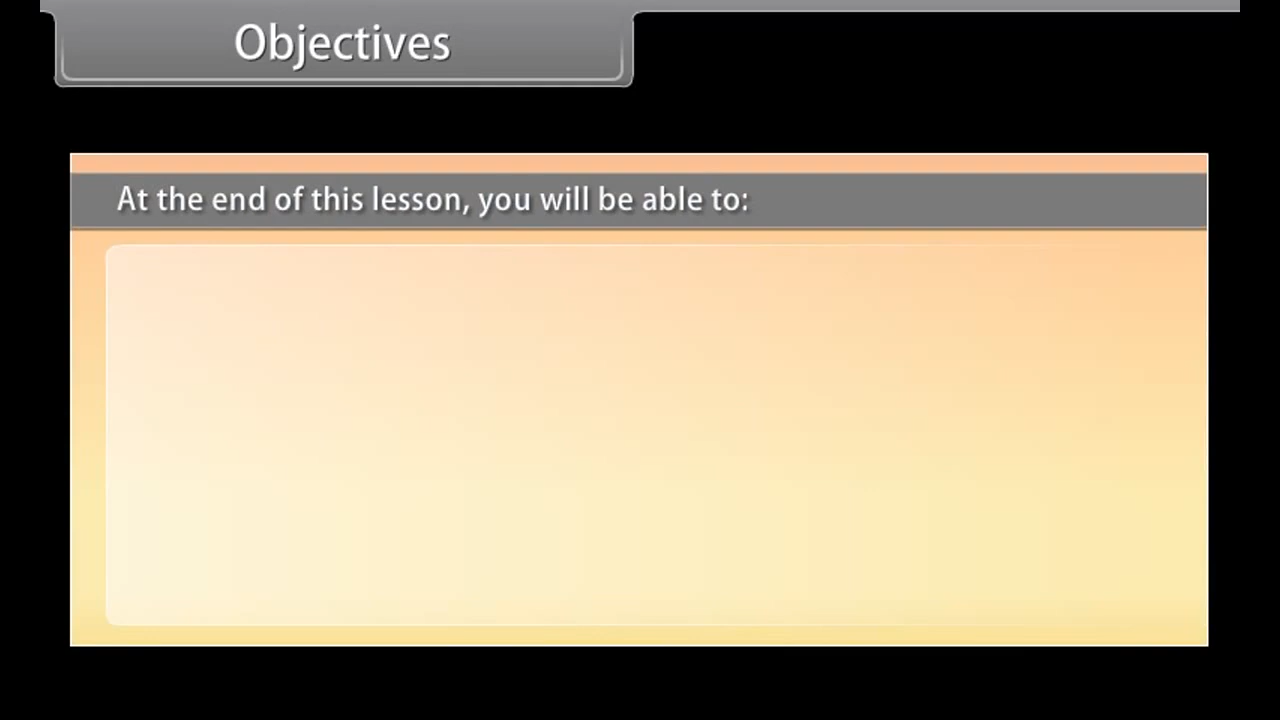 Objectives
At the end of this lesson, you will be able to: